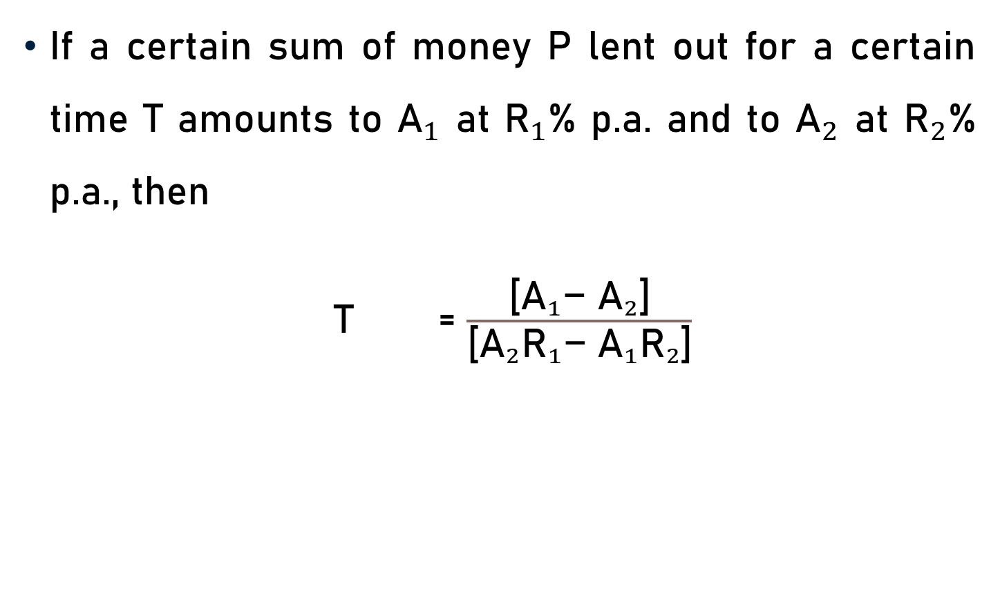 • If a certain sum of money P lent out for a certain
time T amounts to A₁ at R₁% p.a. and to A₂ at R₂%
p.a., then
[A₁− A₂]
T =
[A₂R₁− A₁R₂]